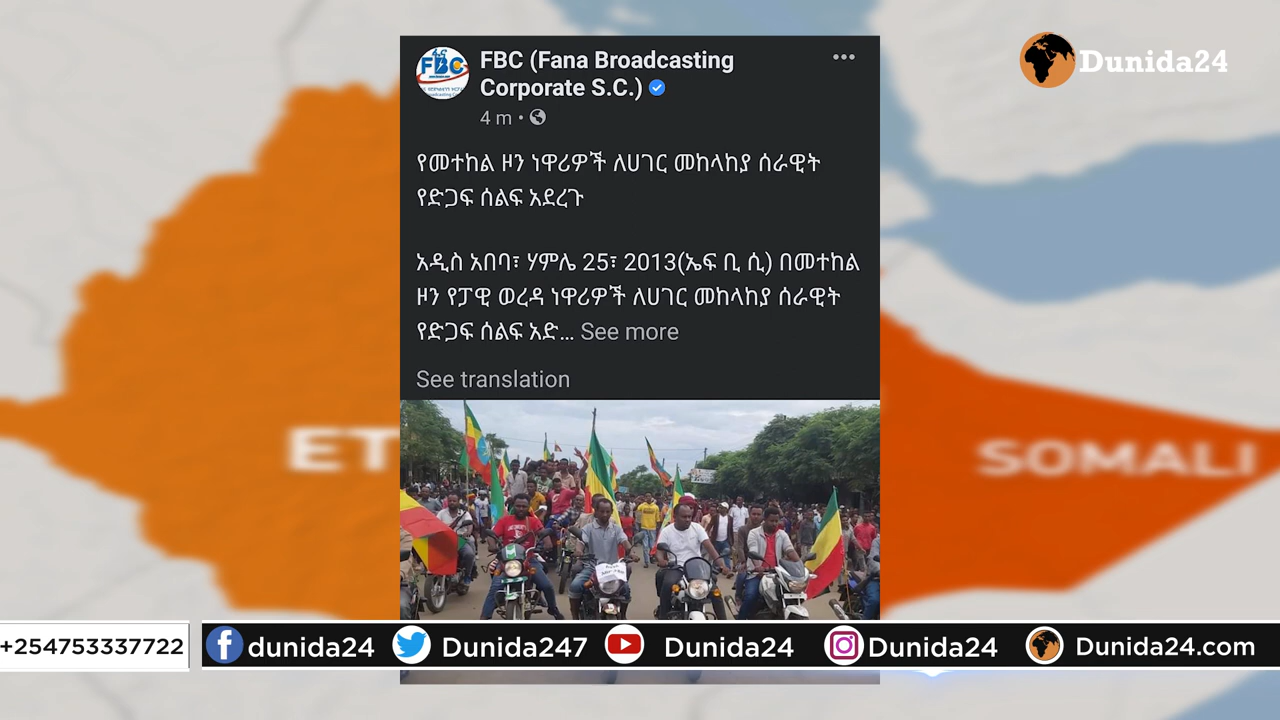 FBC (Fana Broadcasting
Corporate S.C.)
4 m
የመተከል ዞን ነዋሪዎች ለሀገር መከላከያ ሰራዊት
የድጋፍ ሰልፍ አደረጉ
አዲስ አበባ፣ ሃምሌ 25፣ 2013(ኤፍ ቢ ሲ) በመተከል
ዞን የፓዊ ወረዳ ነዋሪዎች ለሀገር መከላከያ ሰራዊት
የድጋፍ ሰልፍ አድ... See more
See translation
Dunida24
FBC
ET
SOMALI
+254753337722
dunida24
Dunida247
Dunida24
Dunida24
Dunida24.com